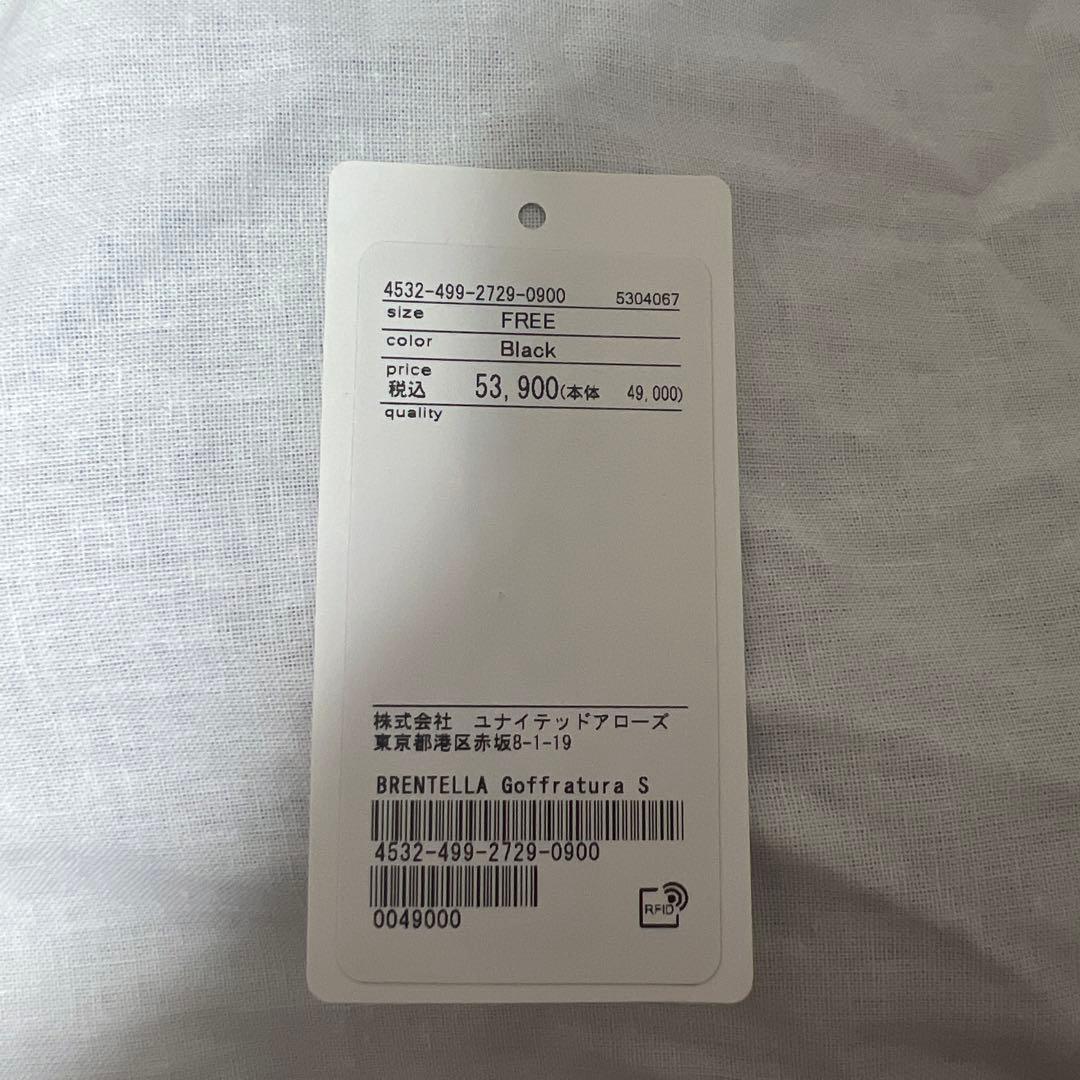 4532-499-2729-0900 5304067
size FREE
color Black
price
税込 53,900(本体 49,000)
quality
株式会社 ユナイテッドアローズ
東京都港区赤坂8-1-19
BRENTELLA Goffratura S
4532-499-2729-0900
0049000
RFID